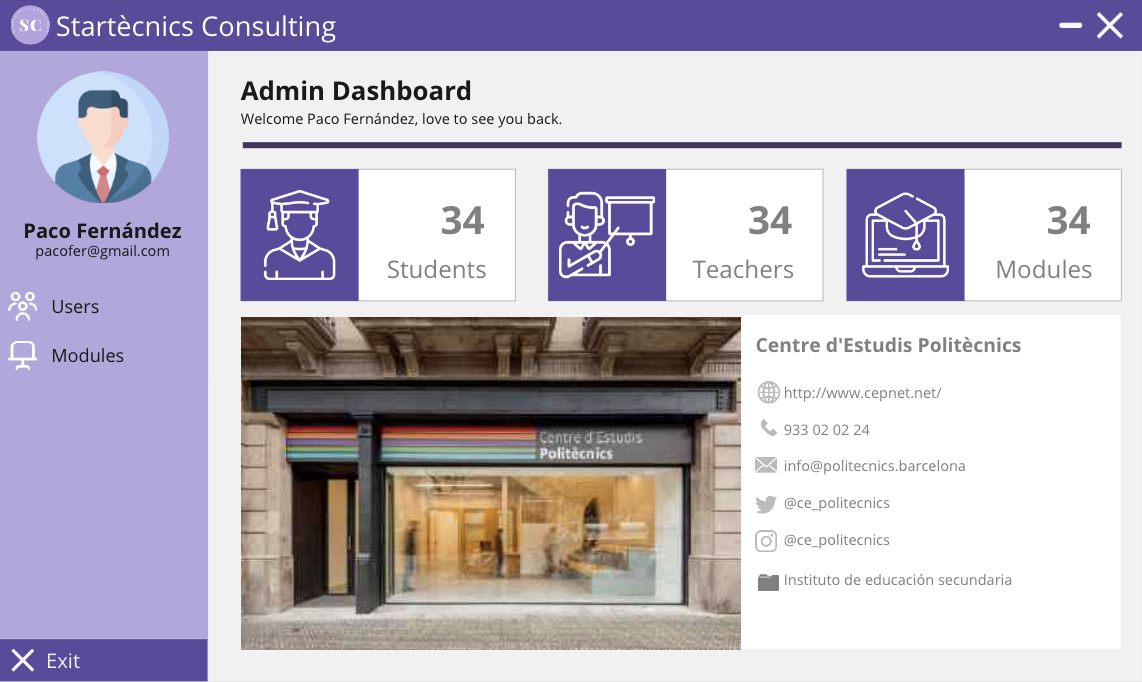 SC
Startècnics Consulting
Admin Dashboard
Welcome Paco Fernández, love to see you back.
Paco Fernández
pacofer@gmail.com
Users
Modules
Exit
34
Students
34
Teachers
34
Modules
Centre d'Estudis
Politècnics
Centre d'Estudis Politècnics
http://www.cepnet.net/
933 02 02 24
info@politecnics.barcelona
@ce_politecnics
@ce_politecnics
Instituto de educación secundaria